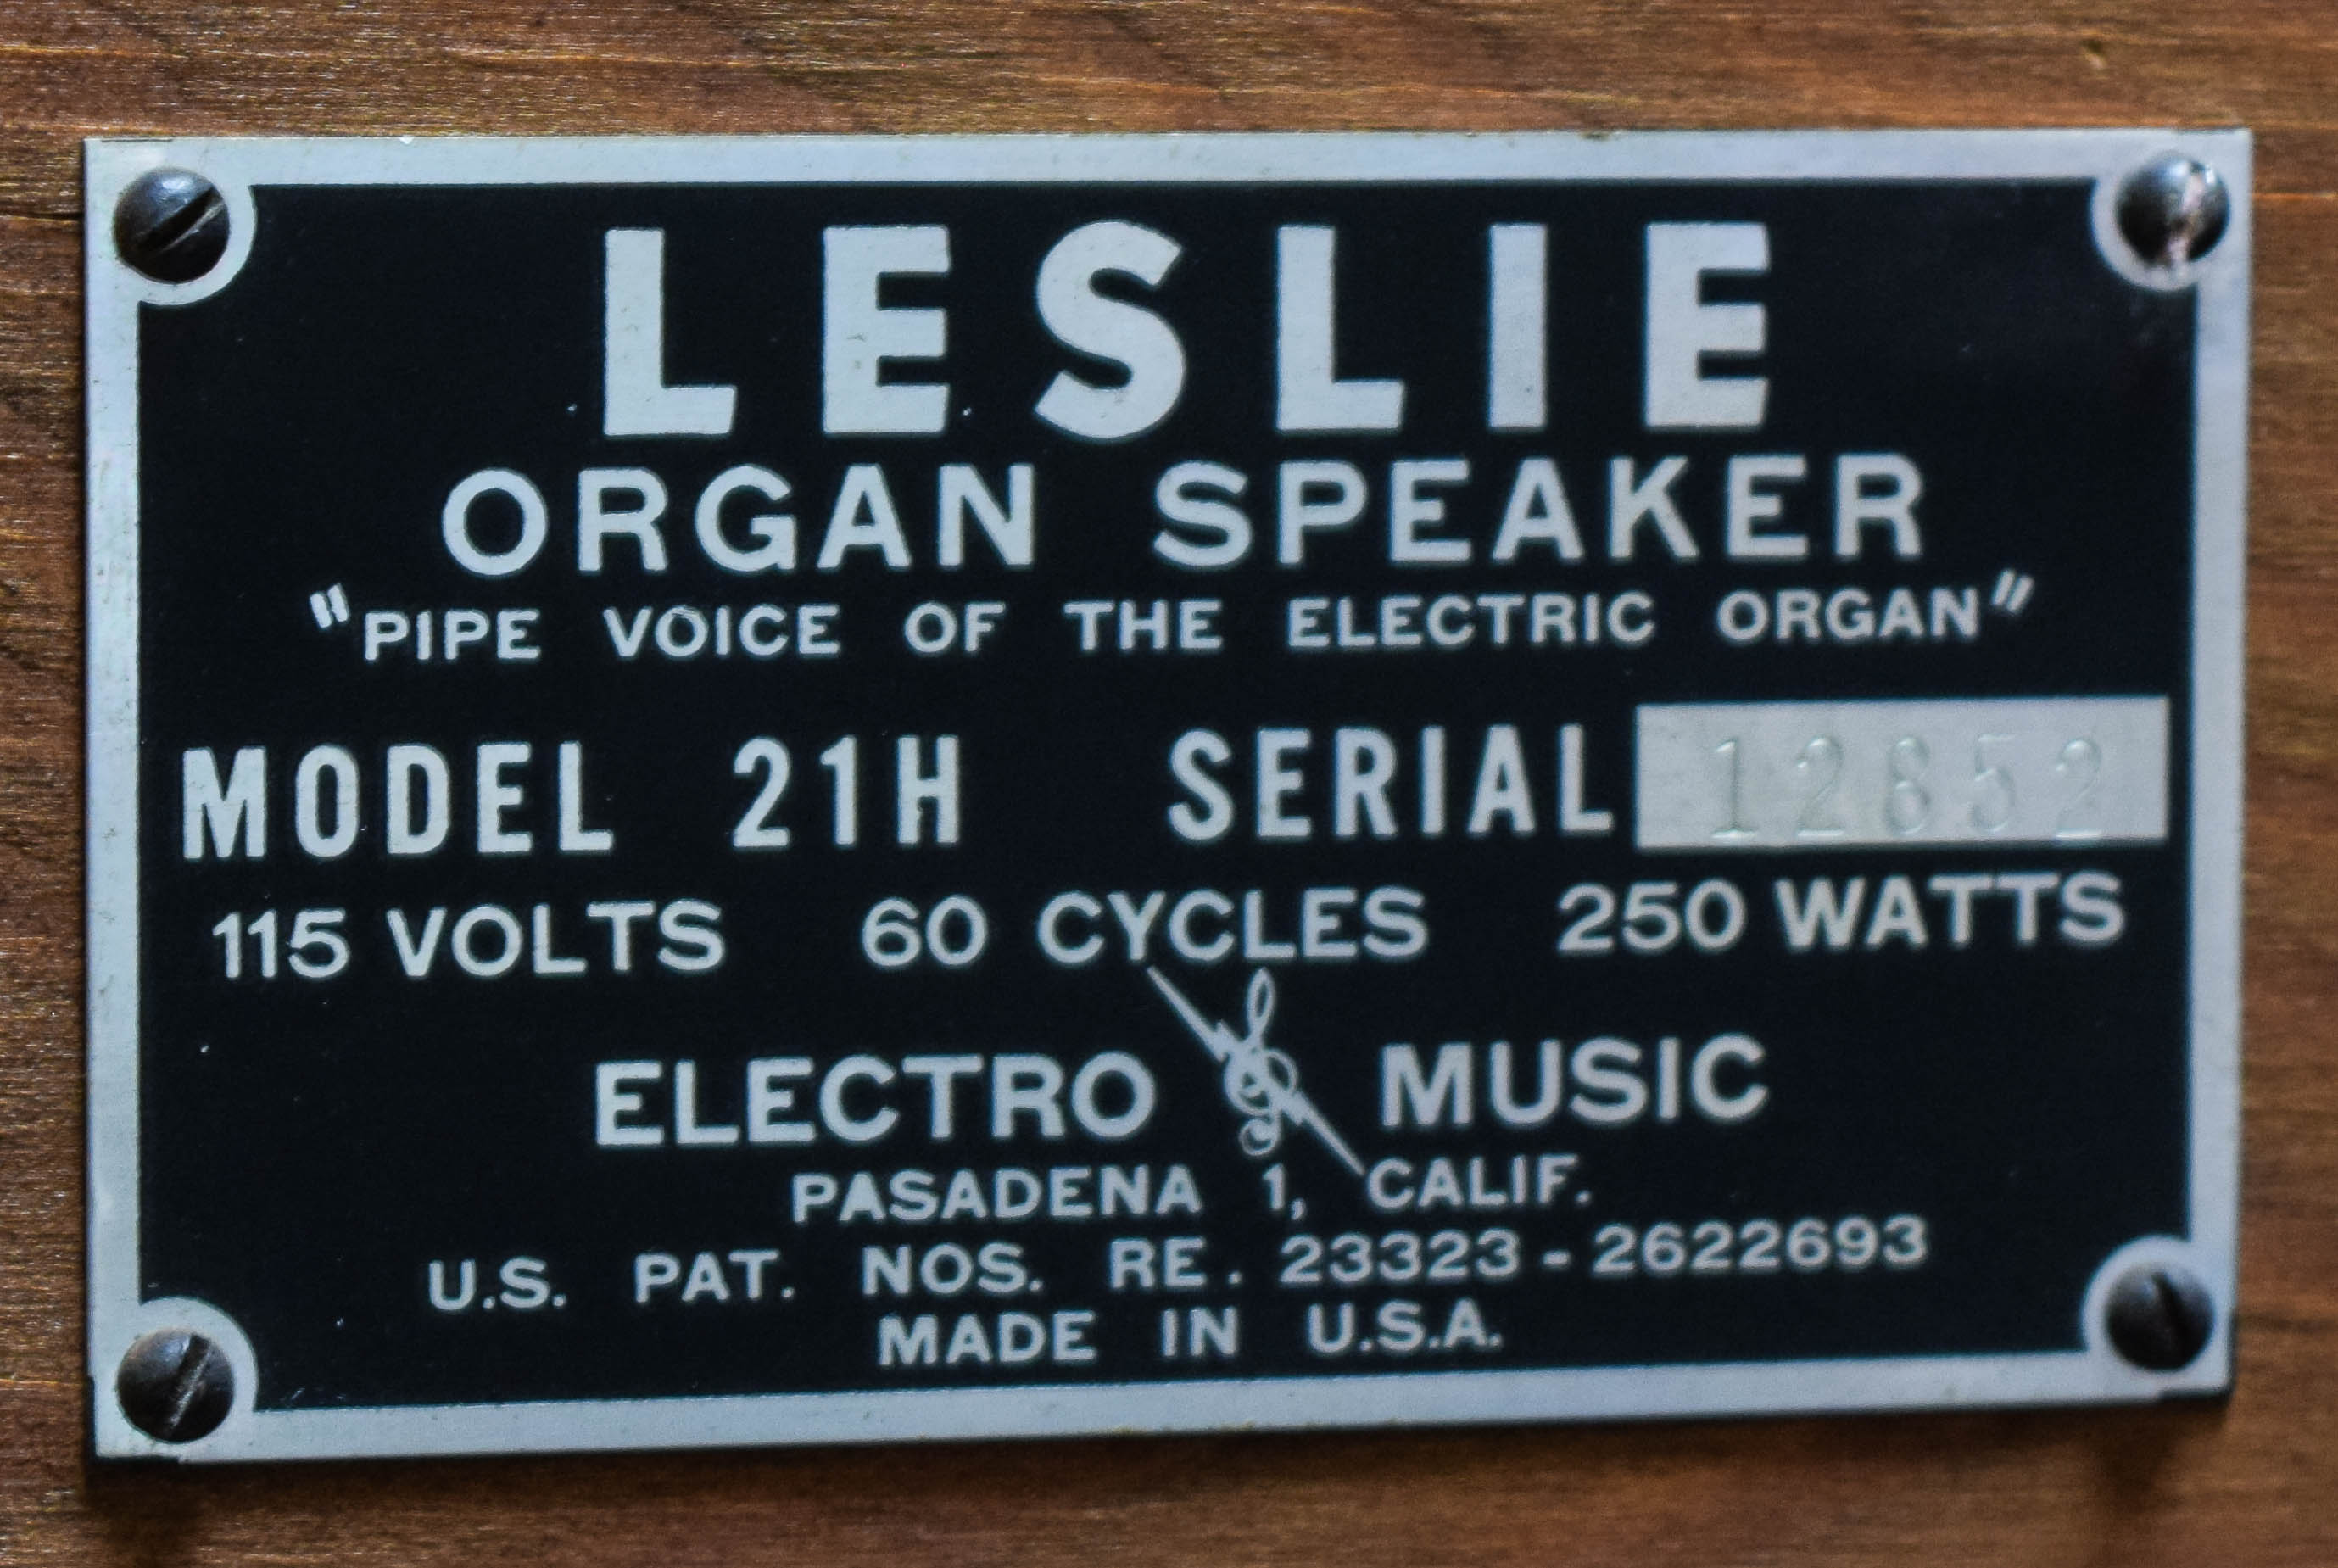 LESLIE
ORGAN SPEAKER
"PIPE VOICE OF THE ELECTRIC ORGAN"
MODEL 21H SERIAL 12852
115 VOLTS 60 CYCLES 250 WATTS
ELECTRO MUSIC
PASADENA 1, CALIF.
U.S. PAT. NOS. RE. 23323-2622693
MADE IN U.S.A.